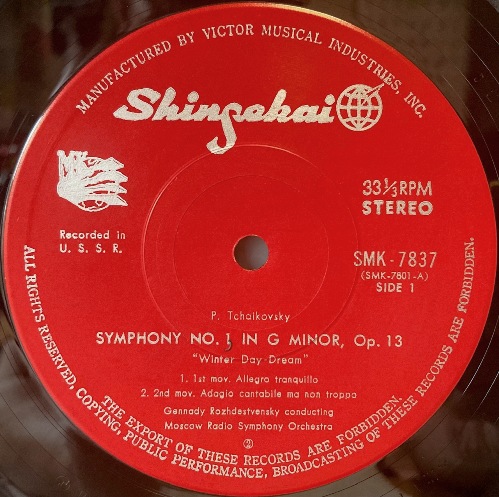 MANUFACTURED BY VICTOR MUSICAL INDUSTRIES, INC.
Shinsekai
MK
33⅓RPM
STEREO
Recorded in
U. S. S. R.
SMK-7837
(SMK-7801-A)
SIDE 1
P. Tchaikovsky
SYMPHONY NO. 1 IN G MINOR, Op. 13
"Winter Day Dream"
1. 1st mov. Allegro tranquillo
2. 2nd mov. Adagio cantabile ma non troppo
Gennady Rozhdestvensky conducting
Moscow Radio Symphony Orchestra
②
THE EXPORT OF THESE RECORDS ARE FORBIDDEN.
ALL RIGHTS RESERVED, COPYING, PUBLIC PERFORMANCE, BROADCASTING OF THESE RECORDS ARE FORBIDDEN.